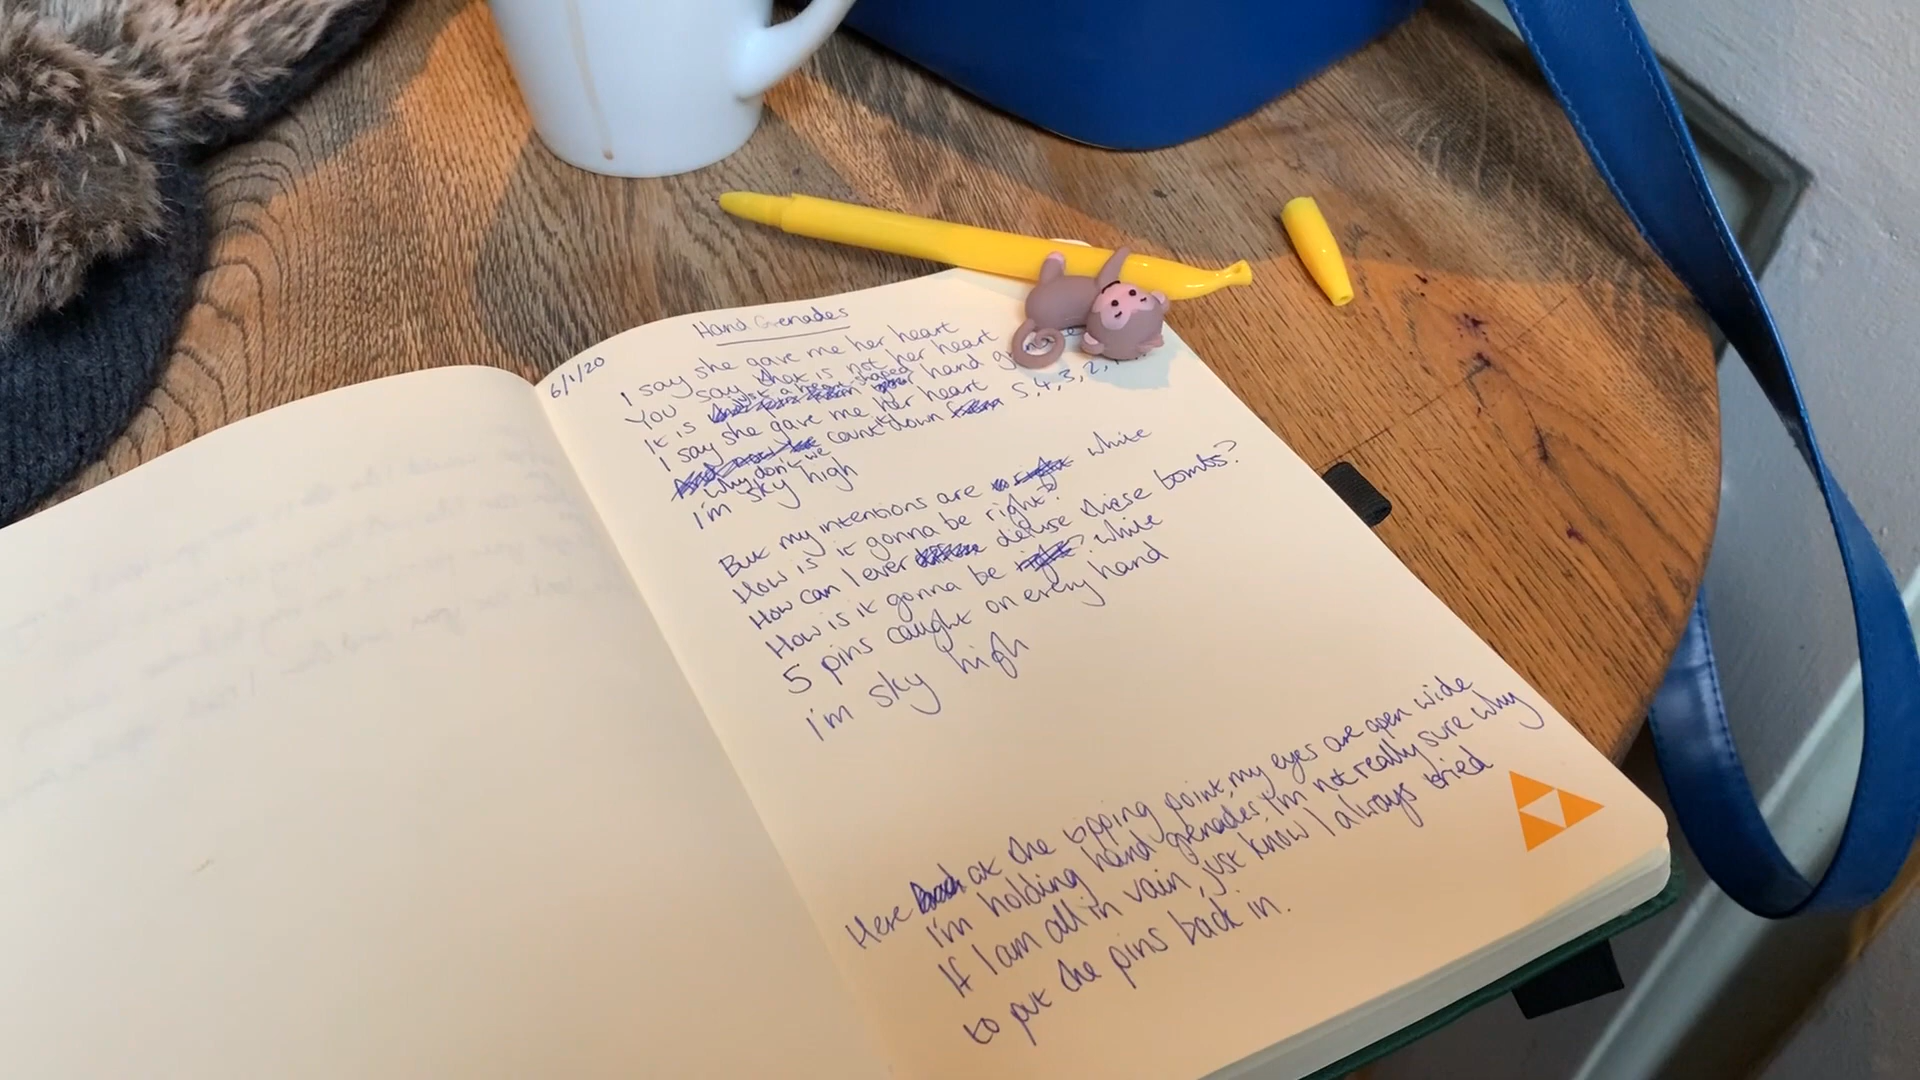 Hand Grenades
6/1/20
I say she gave me her heart
You say that is not her heart
It is just a heart shaped hand
I say she gave me her heart
Why don't we count down 5, 4, 3, 2,
I'm sky high
But my intentions are white
How is it gonna be right?
How can I ever defuse these bombs?
How is it gonna be white
5 pins caught on every hand
I'm sky high
Here at the tipping point, my eyes are open wide
I'm holding hand grenades, I'm not really sure why
If I am all in vain, just know I always tried
to put the pins back in.